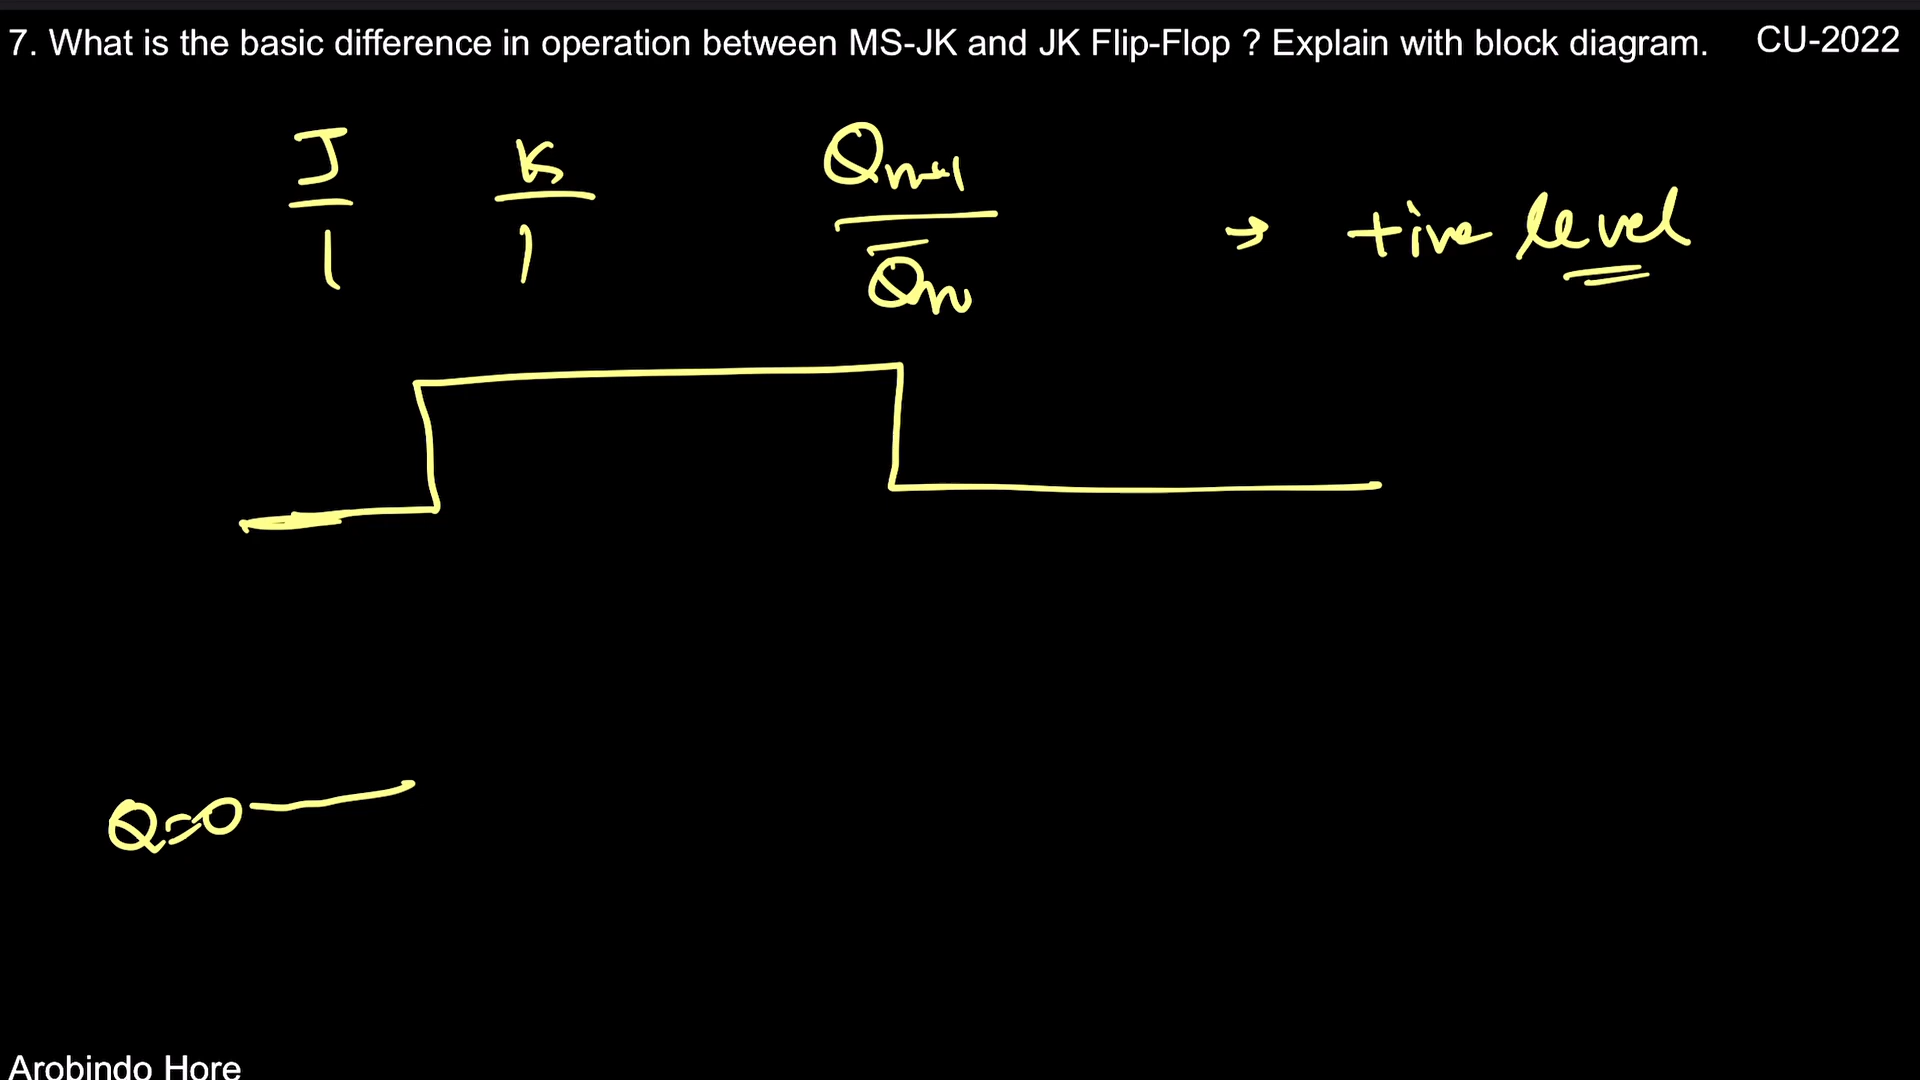 7. What is the basic difference in operation between MS-JK and JK Flip-Flop ? Explain with block diagram. CU-2022
J K Qn+1
1 1 Q̅n → +ive level
Q=0
Arobindo Hore